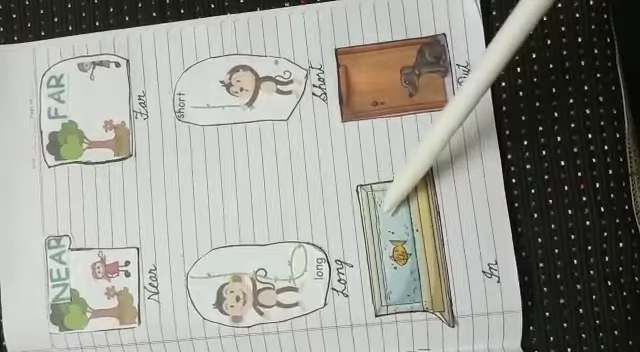 NEAR FAR
Near Far
long short
Long Short
In Out